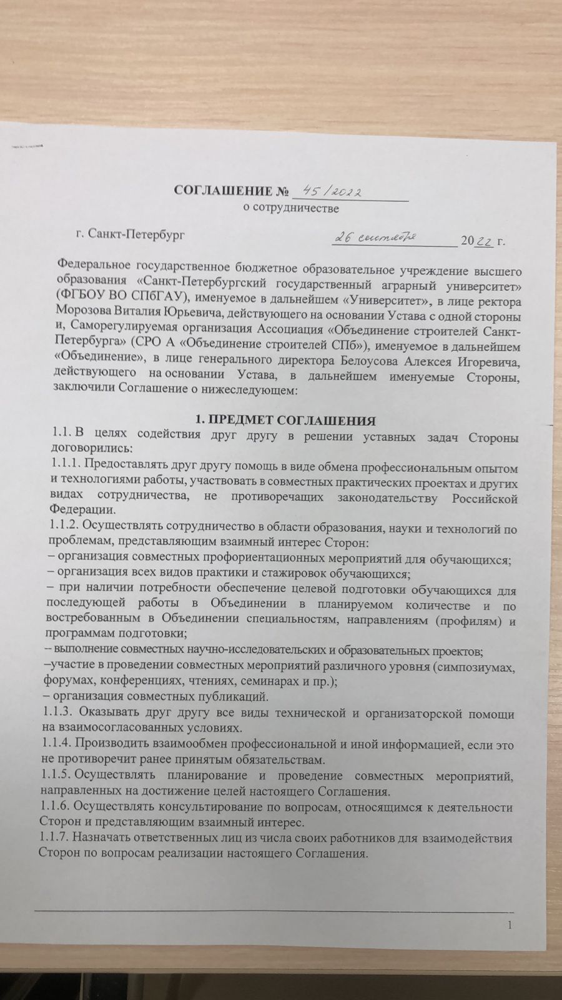 СОГЛАШЕНИЕ № 45/2022
о сотрудничестве
г. Санкт-Петербург 26 сентября 2022 г.
Федеральное государственное бюджетное образовательное учреждение высшего
образования «Санкт-Петербургский государственный аграрный университет»
(ФГБОУ ВО СПбГАУ), именуемое в дальнейшем «Университет», в лице ректора
Морозова Виталия Юрьевича, действующего на основании Устава с одной стороны
и, Саморегулируемая организация Ассоциация «Объединение строителей Санкт-
Петербурга» (СРО А «Объединение строителей СПб»), именуемое в дальнейшем
«Объединение», в лице генерального директора Белоусова Алексея Игоревича,
действующего на основании Устава, в дальнейшем именуемые Стороны,
заключили Соглашение о нижеследующем:
1. ПРЕДМЕТ СОГЛАШЕНИЯ
1.1. В целях содействия друг другу в решении уставных задач Стороны
договорились:
1.1.1. Предоставлять друг другу помощь в виде обмена профессиональным опытом
и технологиями работы, участвовать в совместных практических проектах и других
видах сотрудничества, не противоречащих законодательству Российской
Федерации.
1.1.2. Осуществлять сотрудничество в области образования, науки и технологий по
проблемам, представляющим взаимный интерес Сторон:
– организация совместных профориентационных мероприятий для обучающихся;
– организация всех видов практики и стажировок обучающихся;
– при наличии потребности обеспечение целевой подготовки обучающихся для
последующей работы в Объединении в планируемом количестве и по
востребованным в Объединении специальностям, направлениям (профилям) и
программам подготовки;
– выполнение совместных научно-исследовательских и образовательных проектов;
–участие в проведении совместных мероприятий различного уровня (симпозиумах,
форумах, конференциях, чтениях, семинарах и пр.);
– организация совместных публикаций.
1.1.3. Оказывать друг другу все виды технической и организаторской помощи
на взаимосогласованных условиях.
1.1.4. Производить взаимообмен профессиональной и иной информацией, если это
не противоречит ранее принятым обязательствам.
1.1.5. Осуществлять планирование и проведение совместных мероприятий,
направленных на достижение целей настоящего Соглашения.
1.1.6. Осуществлять консультирование по вопросам, относящимся к деятельности
Сторон и представляющим взаимный интерес.
1.1.7. Назначать ответственных лиц из числа своих работников для взаимодействия
Сторон по вопросам реализации настоящего Соглашения.
1